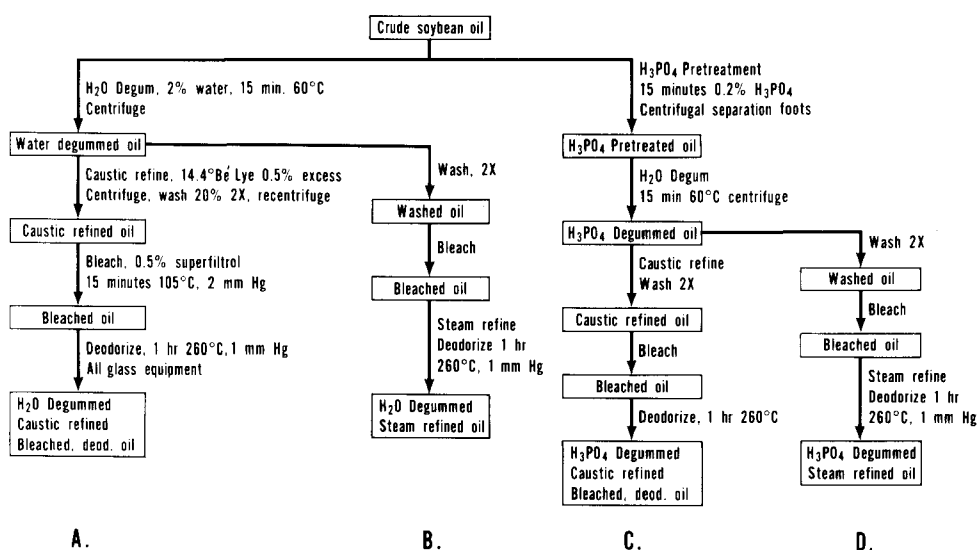 Crude soybean oil
H₂O Degum, 2% water, 15 min. 60°C
Centifuge
Water degummed oil
Caustic refine, 14.4°Bé Lye 0.5% excess
Centrifuge, wash 20% 2X, recentrifuge
Caustic refined oil
Bleach, 0.5% superfiltrol
15 minutes 105°C, 2 mm Hg
Bleached oil
Deodorize, 1 hr 260°C, 1 mm Hg
All glass equipment
H₂O Degummed
Caustic refined
Bleached, deod. oil
A.
Wash, 2X
Washed oil
Bleach
Bleached oil
Steam refine
Deodorize 1 hr
260°C, 1 mm Hg
H₂O Degummed
Steam refined oil
B.
H₃PO₄ Pretreatment
15 minutes 0.2% H₃PO₄
Centrifugal separation foots
H₃PO₄ Pretreated oil
H₂O Degum
15 min 60°C centifuge
H₃PO₄ Degummed oil
Caustic refine
Wash 2X
Caustic refined oil
Bleach
Bleached oil
Deodorize, 1 hr 260°C
H₃PO₄ Degummed
Caustic refined
Bleached, deod. oil
C.
Wash 2X
Washed oil
Bleach
Bleached oil
Steam refine
Deodorize 1 hr
260°C, 1 mm Hg
H₃PO₄ Degummed
Steam refined oil
D.